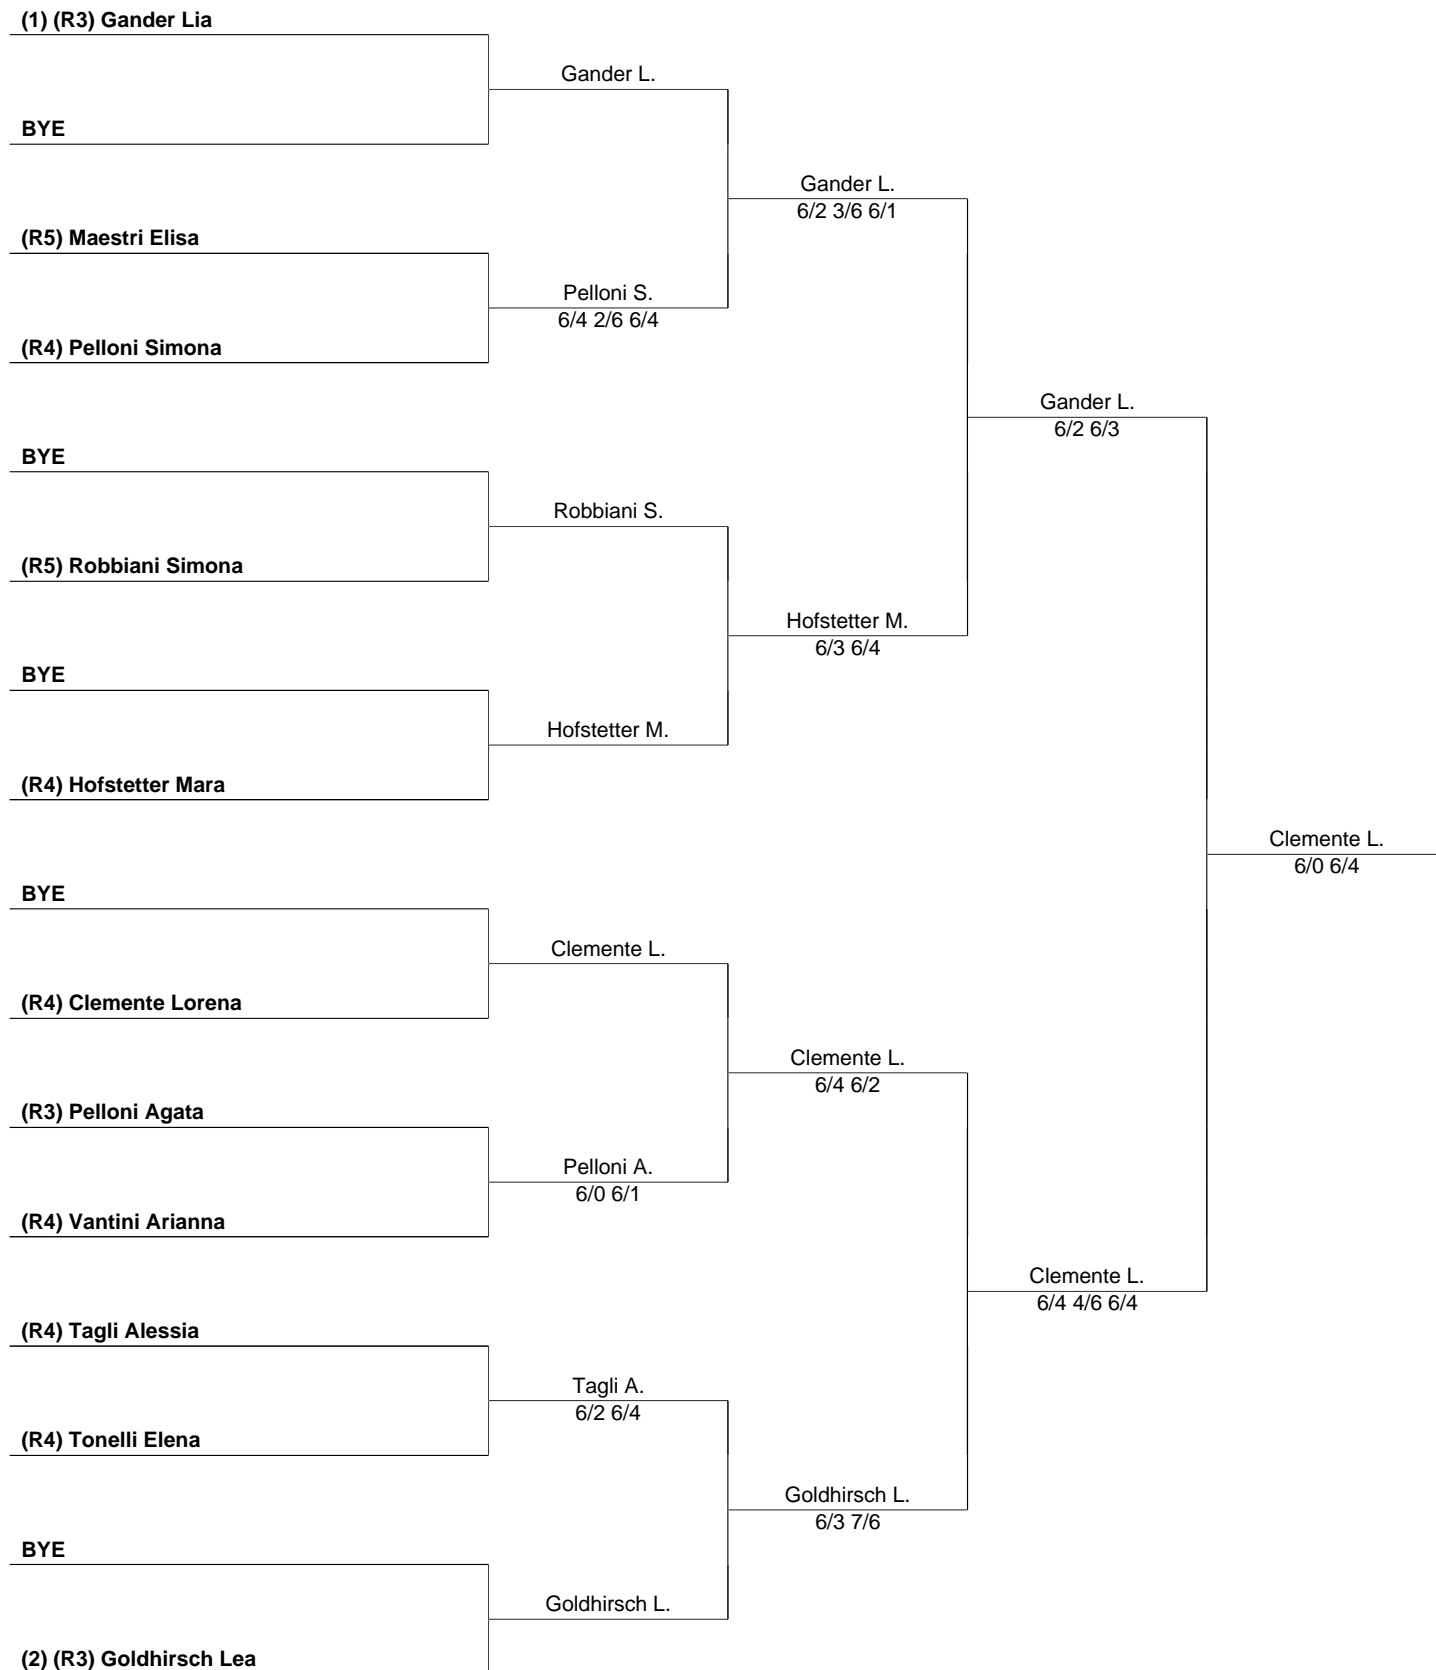 (1) (R3) Gander Lia
Gander L.
BYE
Gander L.
6/2 3/6 6/1
(R5) Maestri Elisa
Pelloni S.
6/4 2/6 6/4
(R4) Pelloni Simona
Gander L.
6/2 6/3
BYE
Robbiani S.
(R5) Robbiani Simona
Hofstetter M.
6/3 6/4
BYE
Hofstetter M.
(R4) Hofstetter Mara
Clemente L.
6/0 6/4
BYE
Clemente L.
(R4) Clemente Lorena
Clemente L.
6/4 6/2
(R3) Pelloni Agata
Pelloni A.
6/0 6/1
(R4) Vantini Arianna
Clemente L.
6/4 4/6 6/4
(R4) Tagli Alessia
Tagli A.
6/2 6/4
(R4) Tonelli Elena
Goldhirsch L.
6/3 7/6
BYE
Goldhirsch L.
(2) (R3) Goldhirsch Lea